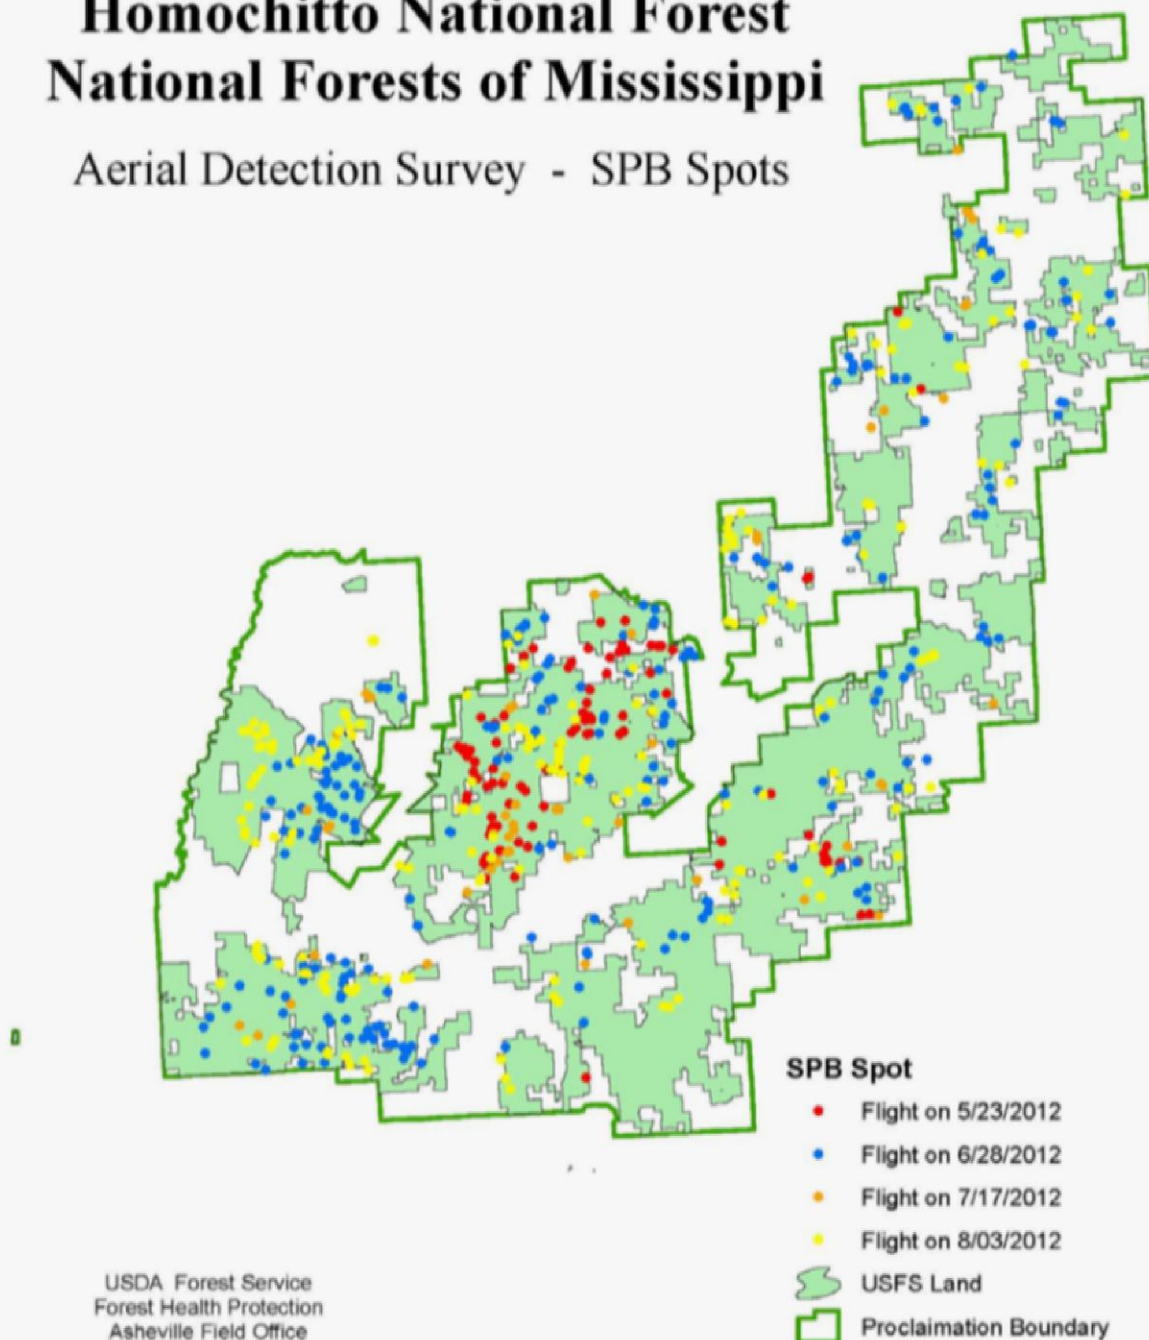 Homochitto National Forest
National Forests of Mississippi
Aerial Detection Survey - SPB Spots
SPB Spot
Flight on 5/23/2012
Flight on 6/28/2012
Flight on 7/17/2012
Flight on 8/03/2012
USFS Land
Proclaimation Boundary
USDA Forest Service
Forest Health Protection
Asheville Field Office